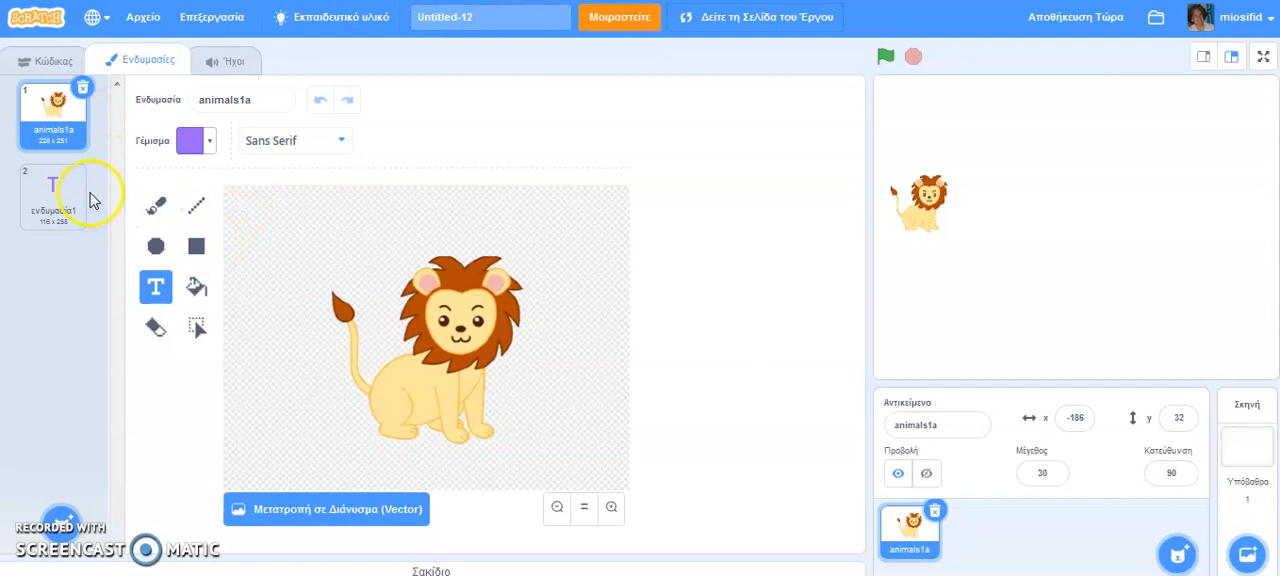 SCRATCH Αρχείο Επεξεργασία Εκπαιδευτικό υλικό Untitled-12 Μοιραστείτε Δείτε τη Σελίδα του Έργου Αποθήκευση Τώρα miosifid
Κώδικας Ενδυμασίες Ήχοι
1
animals1a
226 x 251
2
T
ενδυμασία1
116 x 258
Ενδυμασία animals1a
Γέμισμα Sans Serif
T
Μετατροπή σε Διάνυσμα (Vector)
Αντικείμενο
animals1a x -186 y 32
Προβολή Μέγεθος Κατεύθυνση
30 90
animals1a
Σκηνή
Υπόβαθρα
1
Σακίδιο
RECORDED WITH
SCREENCAST MATIC